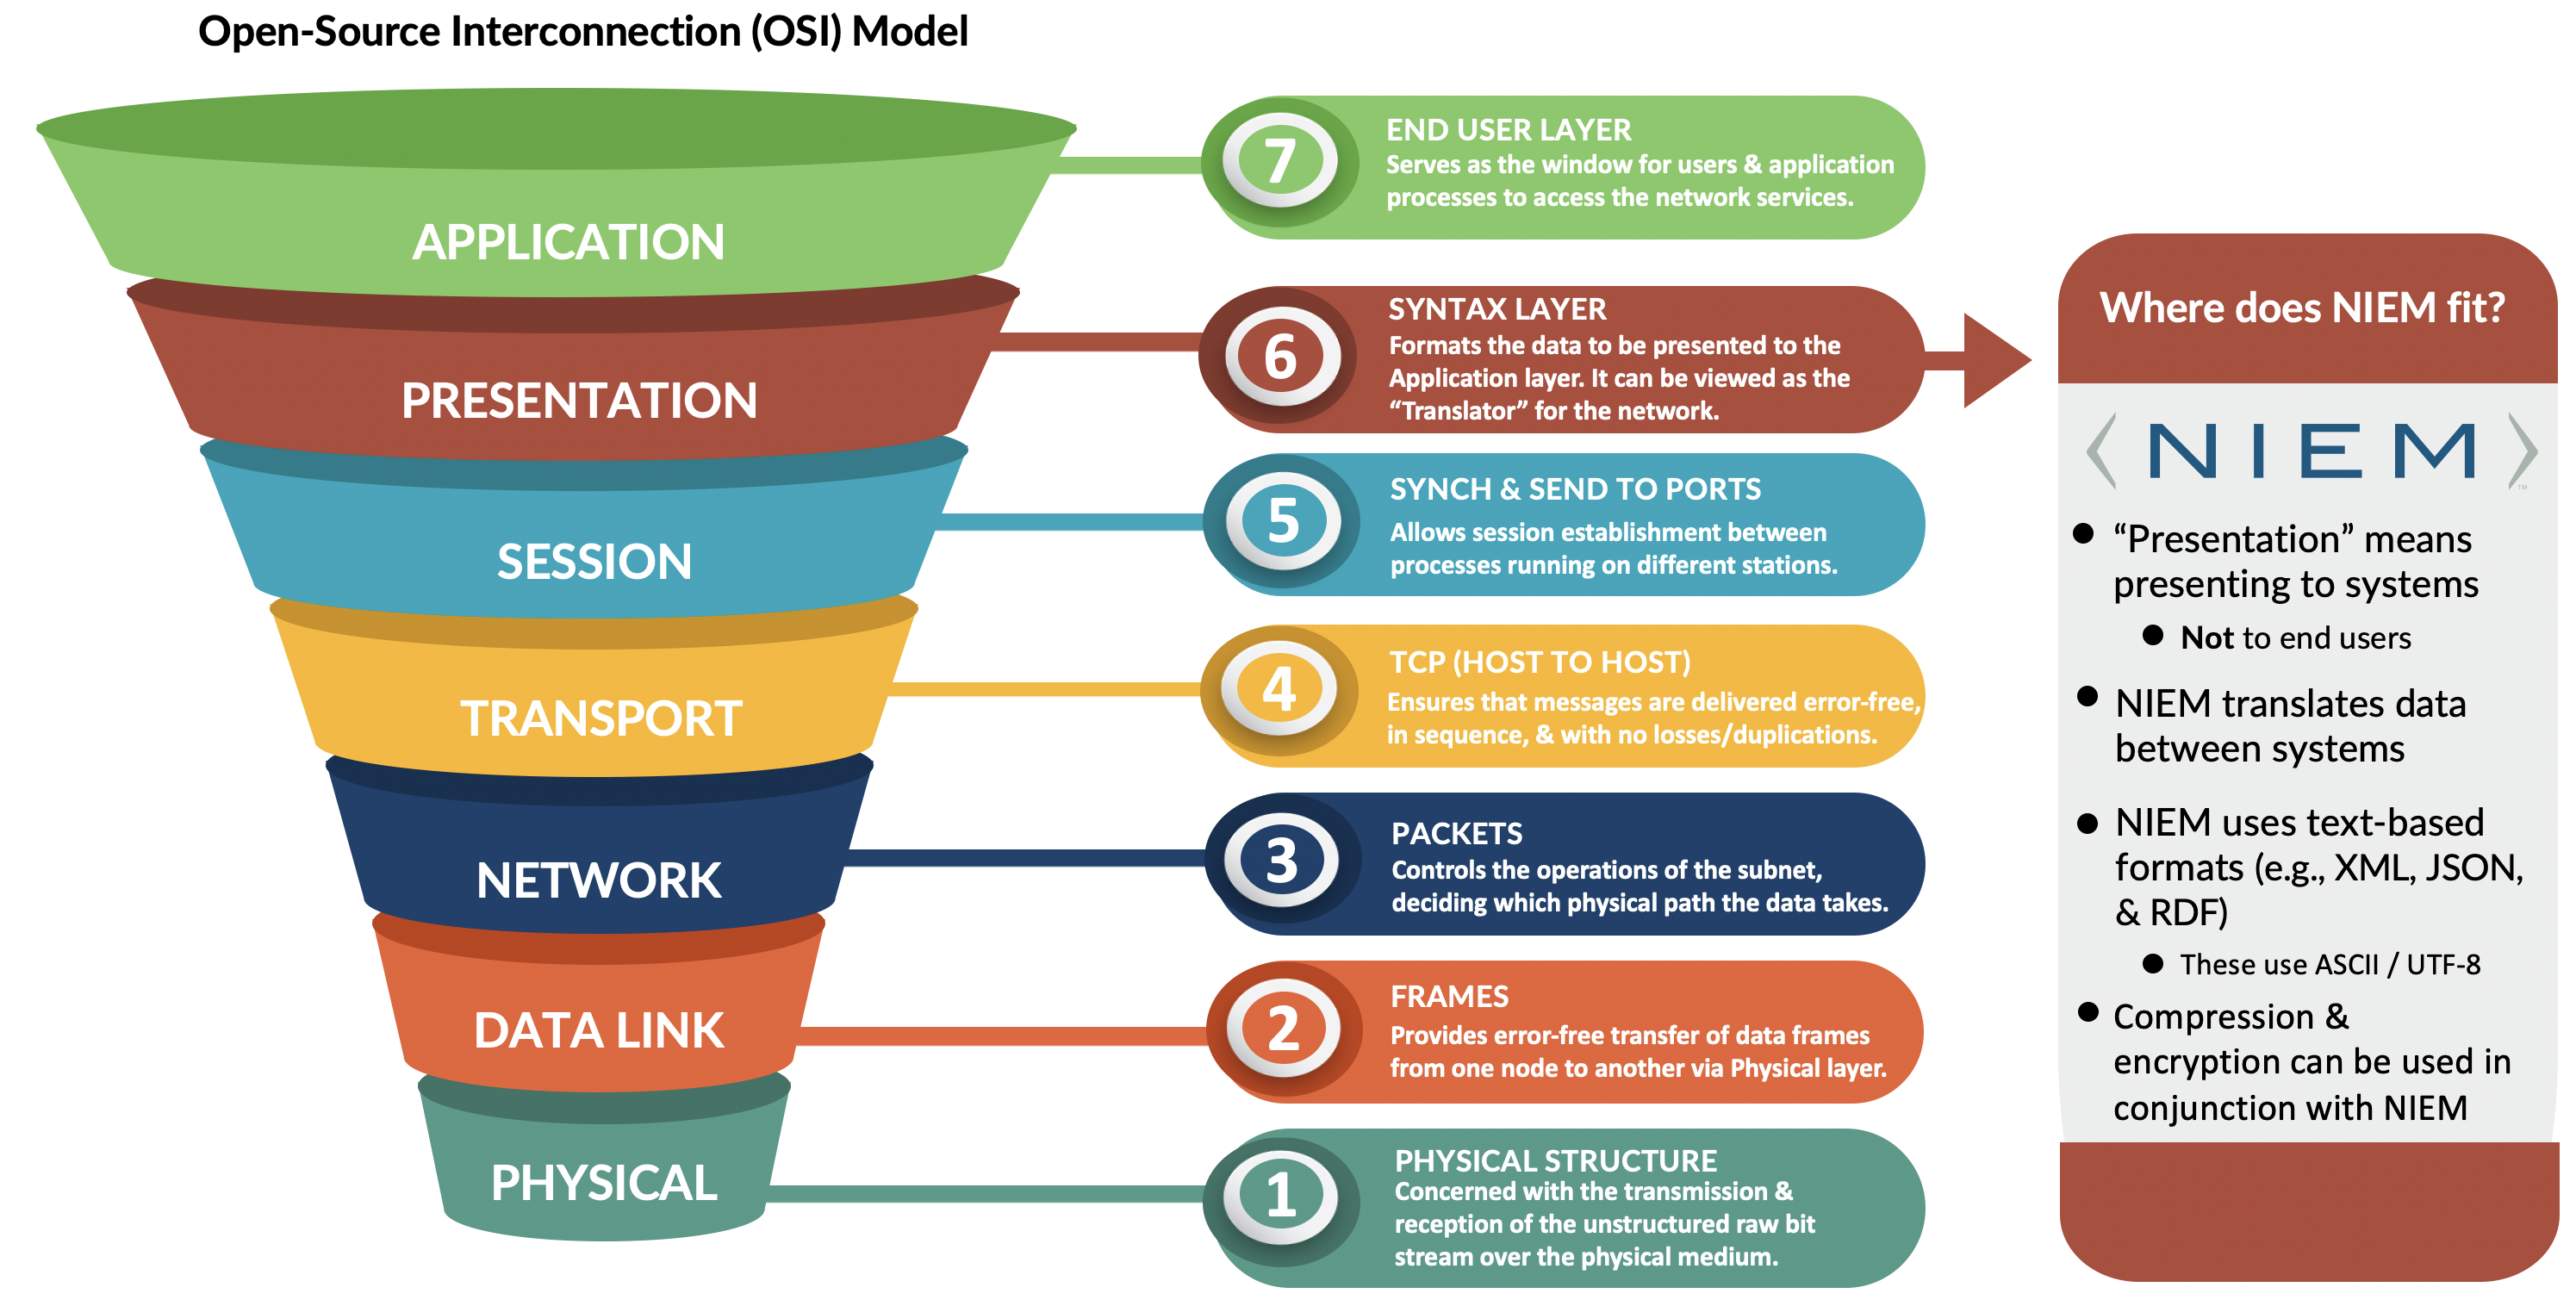 Open-Source Interconnection (OSI) Model
APPLICATION
7
END USER LAYER
Serves as the window for users & application
processes to access the network services.
PRESENTATION
6
SYNTAX LAYER
Formats the data to be presented to the
Application layer. It can be viewed as the
“Translator” for the network.
SESSION
5
SYNCH & SEND TO PORTS
Allows session establishment between
processes running on different stations.
TRANSPORT
4
TCP (HOST TO HOST)
Ensures that messages are delivered error-free,
in sequence, & with no losses/duplications.
NETWORK
3
PACKETS
Controls the operations of the subnet,
deciding which physical path the data takes.
DATA LINK
2
FRAMES
Provides error-free transfer of data frames
from one node to another via Physical layer.
PHYSICAL
1
PHYSICAL STRUCTURE
Concerned with the transmission &
reception of the unstructured raw bit
stream over the physical medium.
Where does NIEM fit?
NIEM ™
● “Presentation” means
presenting to systems
● Not to end users
● NIEM translates data
between systems
● NIEM uses text-based
formats (e.g., XML, JSON,
& RDF)
● These use ASCII / UTF-8
● Compression &
encryption can be used in
conjunction with NIEM